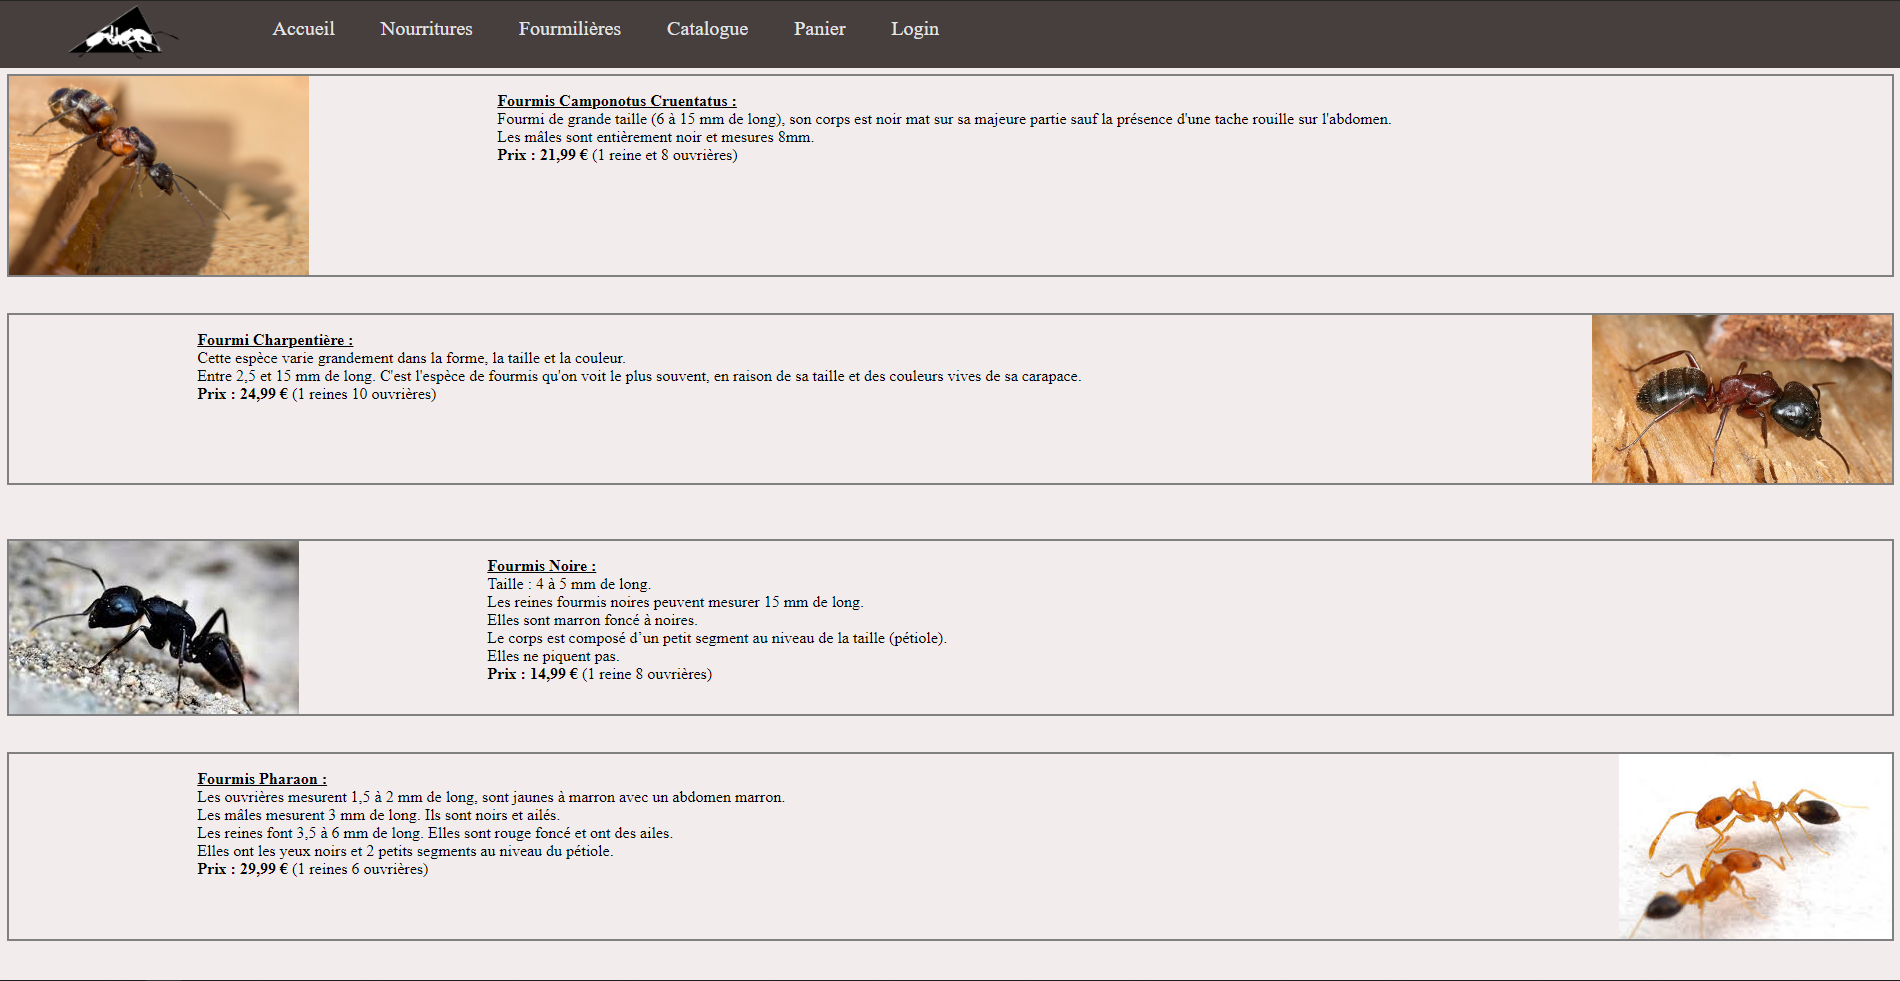 Accueil Nourritures Fourmilières Catalogue Panier Login
Fourmis Camponotus Cruentatus :
Fourmi de grande taille (6 à 15 mm de long), son corps est noir mat sur sa majeure partie sauf la présence d'une tache rouille sur l'abdomen.
Les mâles sont entièrement noir et mesures 8mm.
Prix : 21,99 € (1 reine et 8 ouvrières)
Fourmi Charpentière :
Cette espèce varie grandement dans la forme, la taille et la couleur.
Entre 2,5 et 15 mm de long. C'est l'espèce de fourmis qu'on voit le plus souvent, en raison de sa taille et des couleurs vives de sa carapace.
Prix : 24,99 € (1 reines 10 ouvrières)
Fourmis Noire :
Taille : 4 à 5 mm de long.
Les reines fourmis noires peuvent mesurer 15 mm de long.
Elles sont marron foncé à noires.
Le corps est composé d’un petit segment au niveau de la taille (pétiole).
Elles ne piquent pas.
Prix : 14,99 € (1 reine 8 ouvrières)
Fourmis Pharaon :
Les ouvrières mesurent 1,5 à 2 mm de long, sont jaunes à marron avec un abdomen marron.
Les mâles mesurent 3 mm de long. Ils sont noirs et ailés.
Les reines font 3,5 à 6 mm de long. Elles sont rouge foncé et ont des ailes.
Elles ont les yeux noirs et 2 petits segments au niveau du pétiole.
Prix : 29,99 € (1 reines 6 ouvrières)